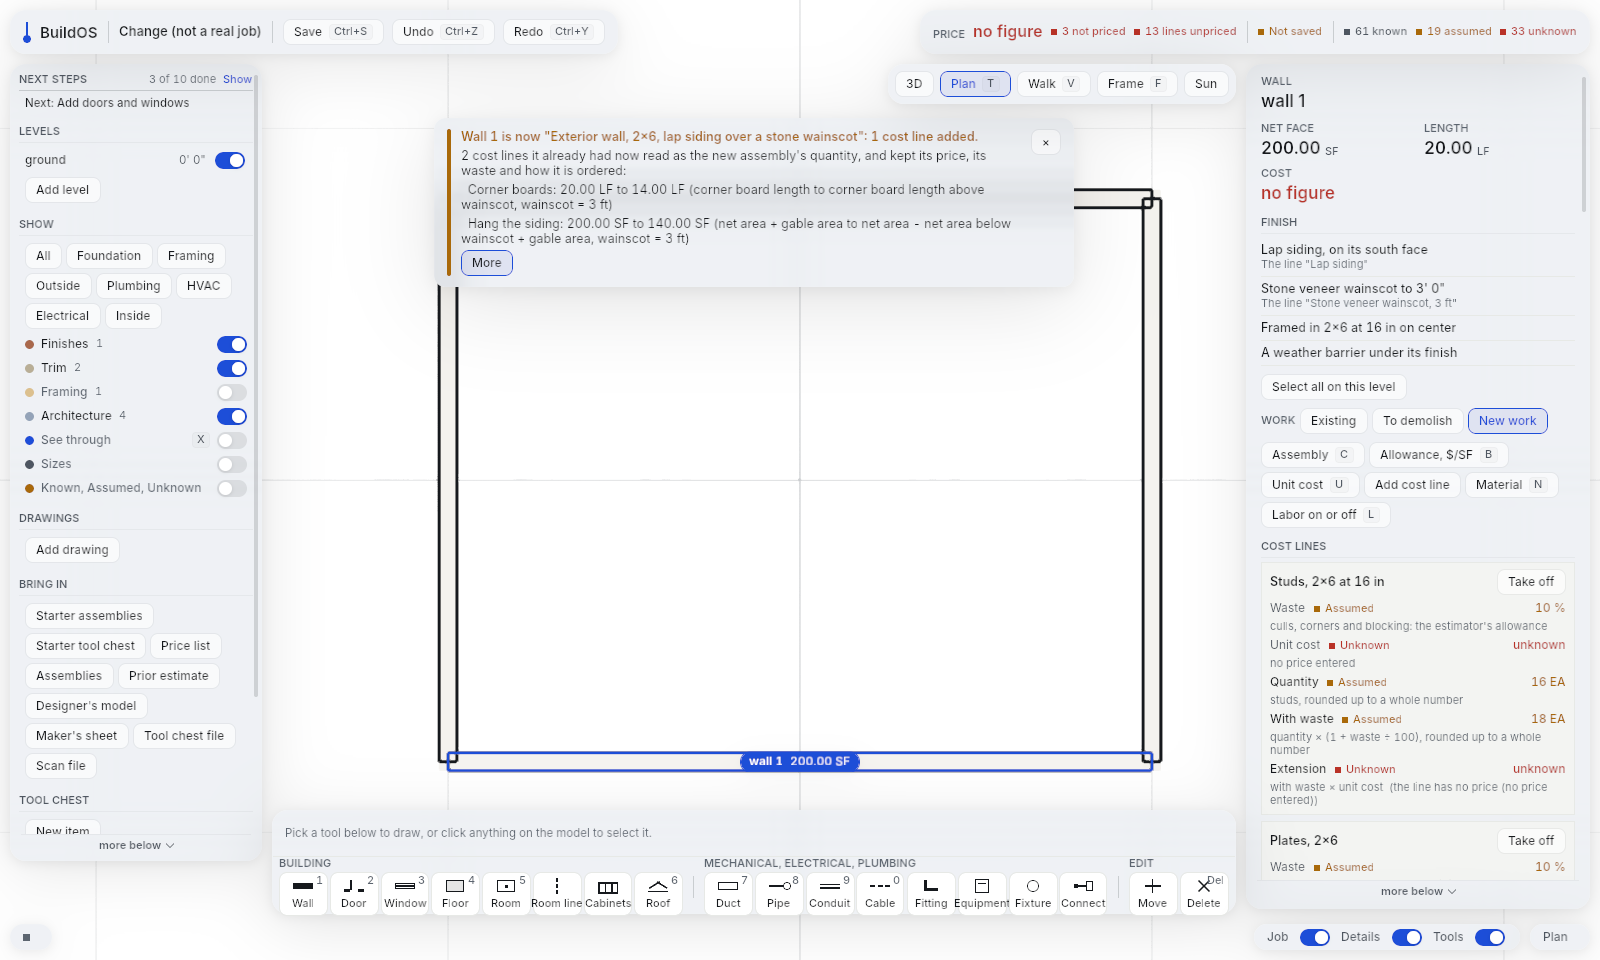 BuildOS
Change (not a real job)
Save Ctrl+S
Undo Ctrl+Z
Redo Ctrl+Y
PRICE no figure 3 not priced 13 lines unpriced Not saved 61 known 19 assumed 33 unknown
NEXT STEPS 3 of 10 done Show
Next: Add doors and windows
LEVELS
ground 0' 0"
Add level
SHOW
All Foundation Framing
Outside Plumbing HVAC
Electrical Inside
Finishes 1
Trim 2
Framing 1
Architecture 4
See through X
Sizes
Known, Assumed, Unknown
DRAWINGS
Add drawing
BRING IN
Starter assemblies
Starter tool chest Price list
Assemblies Prior estimate
Designer's model
Maker's sheet Tool chest file
Scan file
TOOL CHEST
New item
more below
3D Plan T Walk V Frame F Sun
Wall 1 is now "Exterior wall, 2×6, lap siding over a stone wainscot": 1 cost line added.
2 cost lines it already had now read as the new assembly's quantity, and kept its price, its
waste and how it is ordered:
Corner boards: 20.00 LF to 14.00 LF (corner board length to corner board length above
wainscot, wainscot = 3 ft)
Hang the siding: 200.00 SF to 140.00 SF (net area + gable area to net area - net area below
wainscot + gable area, wainscot = 3 ft)
More
×
wall 1 200.00 SF
Pick a tool below to draw, or click anything on the model to select it.
BUILDING
Wall 1
Door 2
Window 3
Floor 4
Room 5
Room line
Cabinets
Roof 6
MECHANICAL, ELECTRICAL, PLUMBING
Duct 7
Pipe 8
Conduit 9
Cable 0
Fitting
Equipment
Fixture
Connect
EDIT
Move
Delete Del
WALL
wall 1
NET FACE LENGTH
200.00 SF 20.00 LF
COST
no figure
FINISH
Lap siding, on its south face
The line "Lap siding"
Stone veneer wainscot to 3' 0"
The line "Stone veneer wainscot, 3 ft"
Framed in 2×6 at 16 in on center
A weather barrier under its finish
Select all on this level
WORK Existing To demolish New work
Assembly C Allowance, $/SF B
Unit cost U Add cost line Material N
Labor on or off L
COST LINES
Studs, 2×6 at 16 in Take off
Waste Assumed 10 %
culls, corners and blocking: the estimator's allowance
Unit cost Unknown unknown
no price entered
Quantity Assumed 16 EA
studs, rounded up to a whole number
With waste Assumed 18 EA
quantity × (1 + waste ÷ 100), rounded up to a whole
number
Extension Unknown unknown
with waste × unit cost (the line has no price (no price
entered))
Plates, 2×6 Take off
Waste Assumed 10 %
more below
Job Details Tools Plan